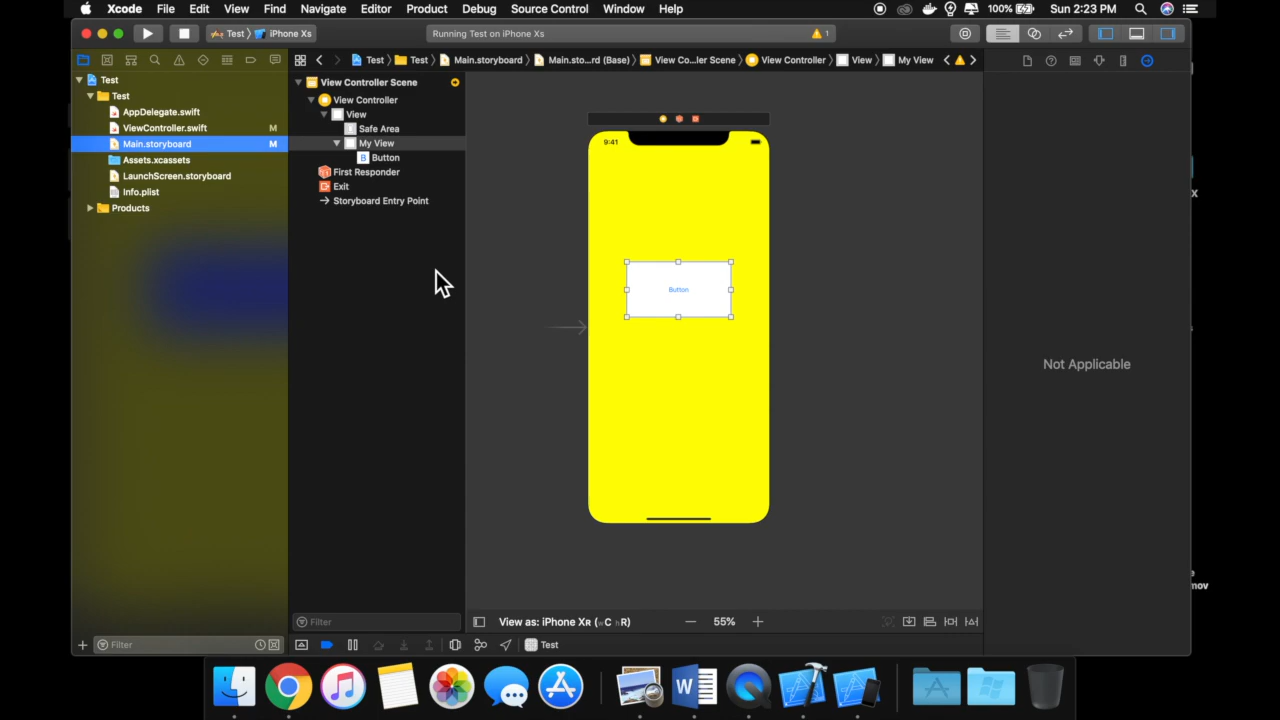 Xcode File Edit View Find Navigate Editor Product Debug Source Control Window Help 100% Sun 2:23 PM
Test iPhone Xs Running Test on iPhone Xs 1
Test Test Main.storyboard Main.sto...rd (Base) View Co...ler Scene View Controller View My View
Test
Test
AppDelegate.swift
ViewController.swift M
Main.storyboard M
Assets.xcassets
LaunchScreen.storyboard
Info.plist
Products
View Controller Scene
View Controller
View
Safe Area
My View
B Button
First Responder
Exit
Storyboard Entry Point
9:41
Button
Not Applicable
X
s
e
mov
Filter
View as: iPhone XR (wC hR) 55%
Filter
Test
W